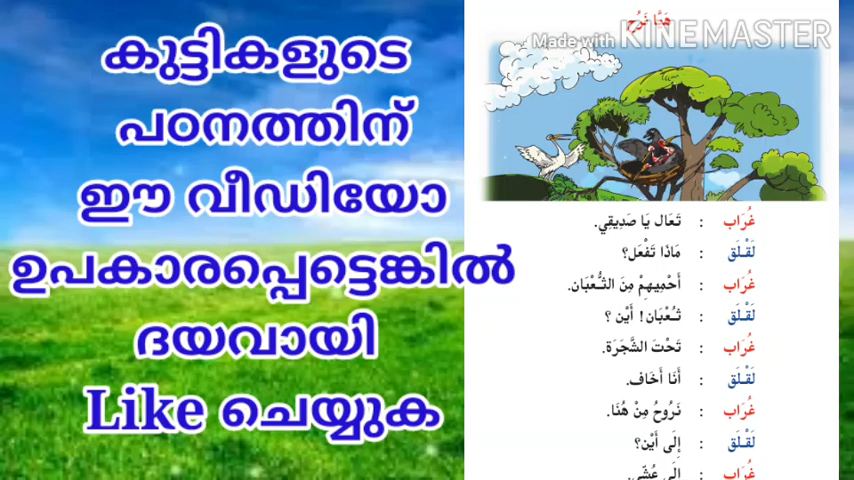 കുട്ടികളുടെ
പഠനത്തിന്
ഈ വീഡിയോ
ഉപകാരപ്പെട്ടെങ്കിൽ
ദയവായി
Like ചെയ്യുക
هَيَّا نَرُح
Made with KINEMASTER
غُرَاب : تَعَال يَا صَدِيقِي.
لَقْلَق : مَاذَا تَفْعَل؟
غُرَاب : أَحْمِيهِمْ مِنَ الثُّعْبَان.
لَقْلَق : ثُعْبَان! أَيْن ؟
غُرَاب : تَحْتَ الشَّجَرَة.
لَقْلَق : أَنَا أَخَاف.
غُرَاب : نَرُوحُ مِنْ هُنَا.
لَقْلَق : إِلَى أَيْن؟
غُرَاب : إِلَى عُشِّي.